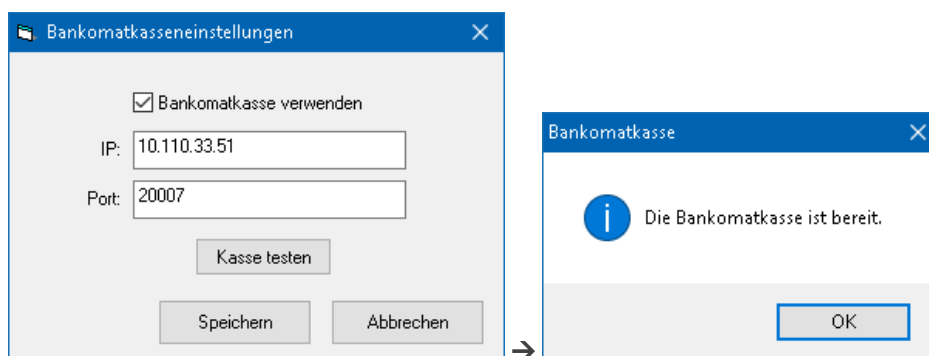 Bankomatkasseneinstellungen
Bankomatkasse verwenden
IP: 10.110.33.51
Port: 20007
Kasse testen
Speichern Abbrechen
→
Bankomatkasse
Die Bankomatkasse ist bereit.
OK